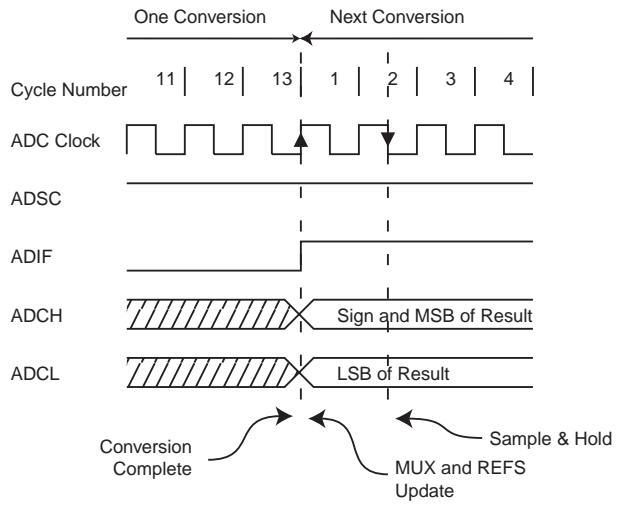 One Conversion Next Conversion
Cycle Number 11 12 13 1 2 3 4
ADC Clock
ADSC
ADIF
ADCH Sign and MSB of Result
ADCL LSB of Result
Conversion
Complete
MUX and REFS
Update
Sample & Hold